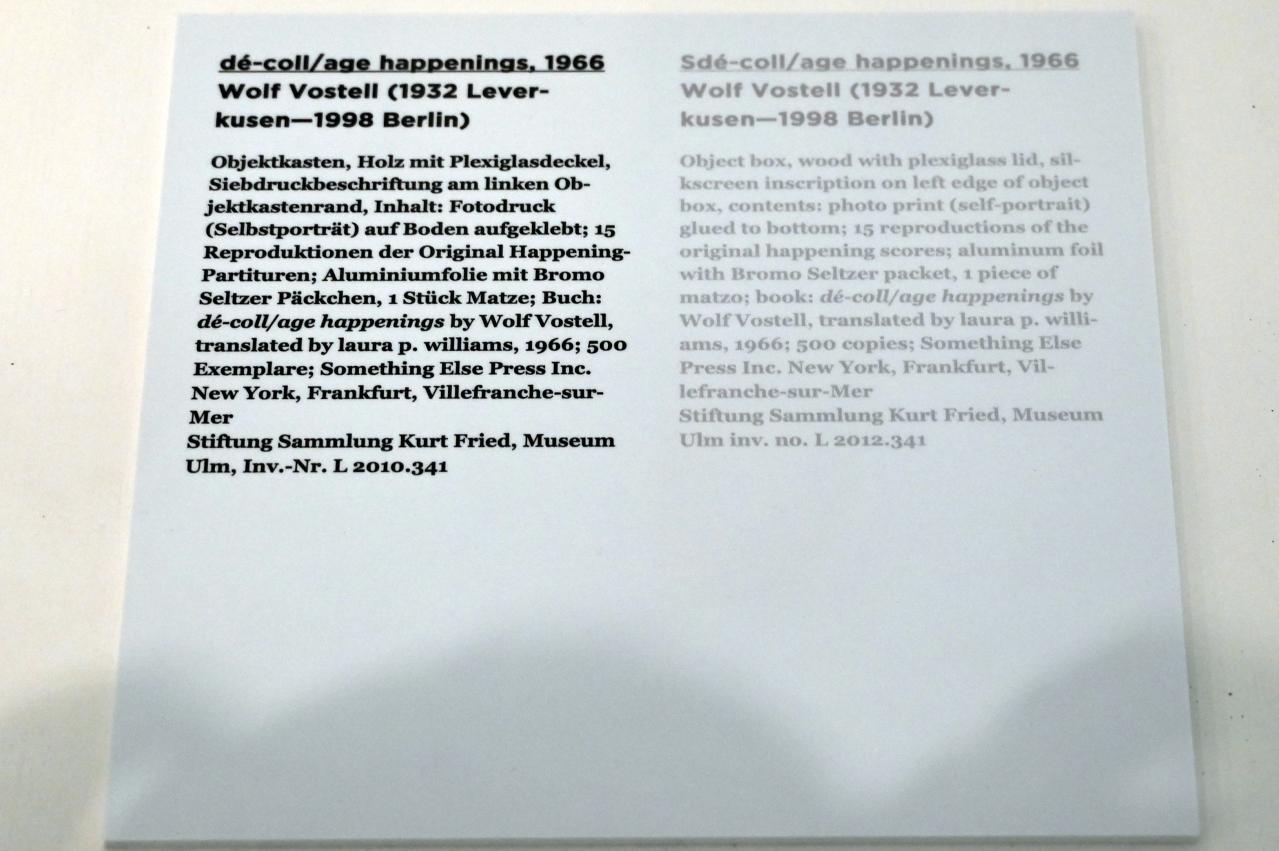 dé-coll/age happenings, 1966
Wolf Vostell (1932 Lever-
kusen—1998 Berlin)
Objektkasten, Holz mit Plexiglasdeckel,
Siebdruckbeschriftung am linken Ob-
jektkastenrand, Inhalt: Fotodruck
(Selbstporträt) auf Boden aufgeklebt; 15
Reproduktionen der Original Happening-
Partituren; Aluminiumfolie mit Bromo
Seltzer Päckchen, 1 Stück Matze; Buch:
dé-coll/age happenings by Wolf Vostell,
translated by laura p. williams, 1966; 500
Exemplare; Something Else Press Inc.
New York, Frankfurt, Villefranche-sur-
Mer
Stiftung Sammlung Kurt Fried, Museum
Ulm, Inv.-Nr. L 2010.341
Sdé-coll/age happenings, 1966
Wolf Vostell (1932 Lever-
kusen—1998 Berlin)
Object box, wood with plexiglass lid, sil-
kscreen inscription on left edge of object
box, contents: photo print (self-portrait)
glued to bottom; 15 reproductions of the
original happening scores; aluminum foil
with Bromo Seltzer packet, 1 piece of
matzo; book: dé-coll/age happenings by
Wolf Vostell, translated by laura p. willi-
ams, 1966; 500 copies; Something Else
Press Inc. New York, Frankfurt, Vil-
lefranche-sur-Mer
Stiftung Sammlung Kurt Fried, Museum
Ulm inv. no. L 2012.341